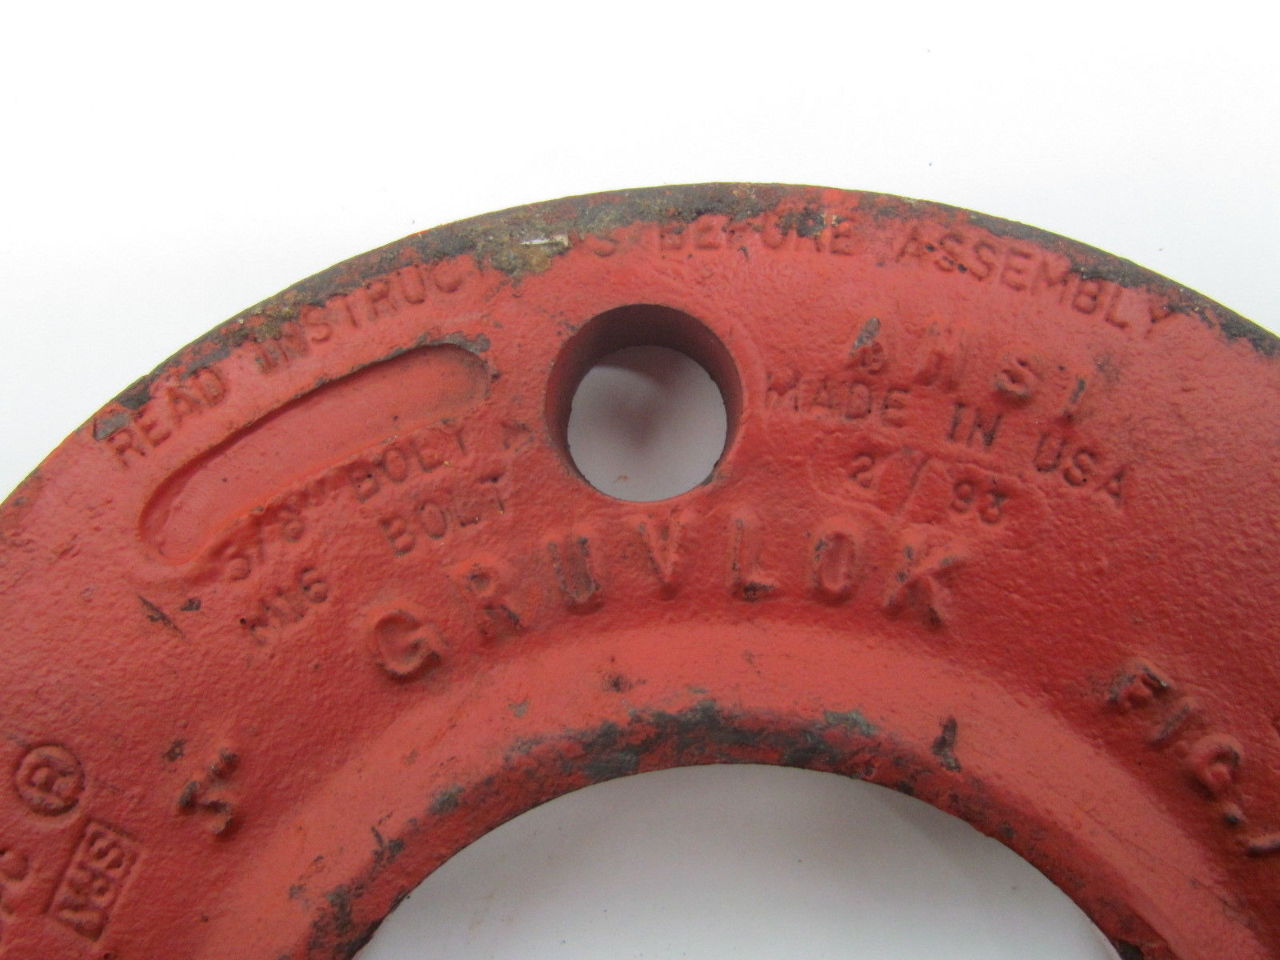 READ INSTRUC  S BEFORE ASSEMBLY
ANSI
5/8" BOLT
MADE IN USA
M16 BOLT
2/93
GRUVLOK
FIG.
®